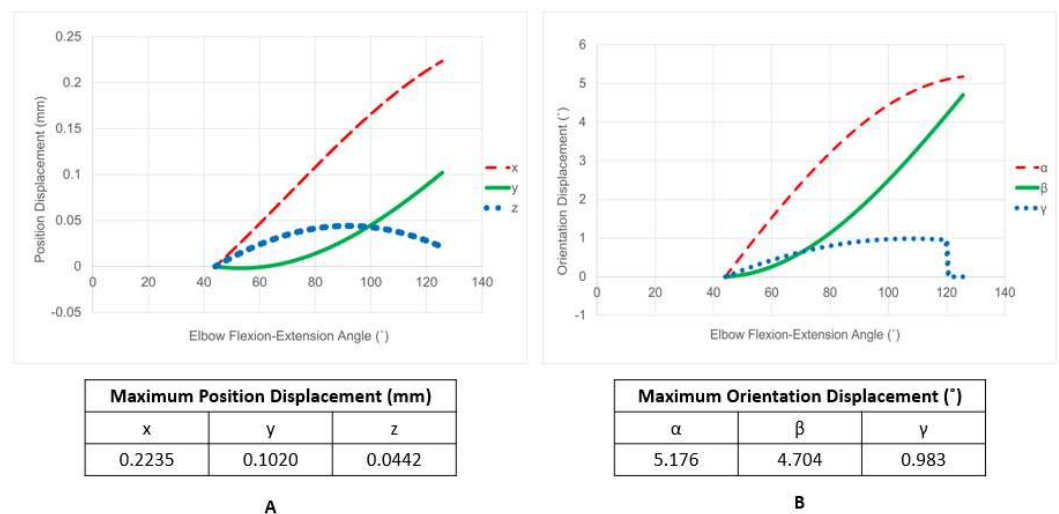 0.25
0.2
0.15
0.1
0.05
0
-0.05
0 20 40 60 80 100 120 140
Position Displacement (mm)
Elbow Flexion-Extension Angle (˚)
x
y
z
6
5
4
3
2
1
0
-1
0 20 40 60 80 100 120 140
Orientation Displacement (˚)
Elbow Flexion-Extension Angle (˚)
α
β
γ
Maximum Position Displacement (mm)
x y z
0.2235 0.1020 0.0442
A
Maximum Orientation Displacement (˚)
α β γ
5.176 4.704 0.983
B